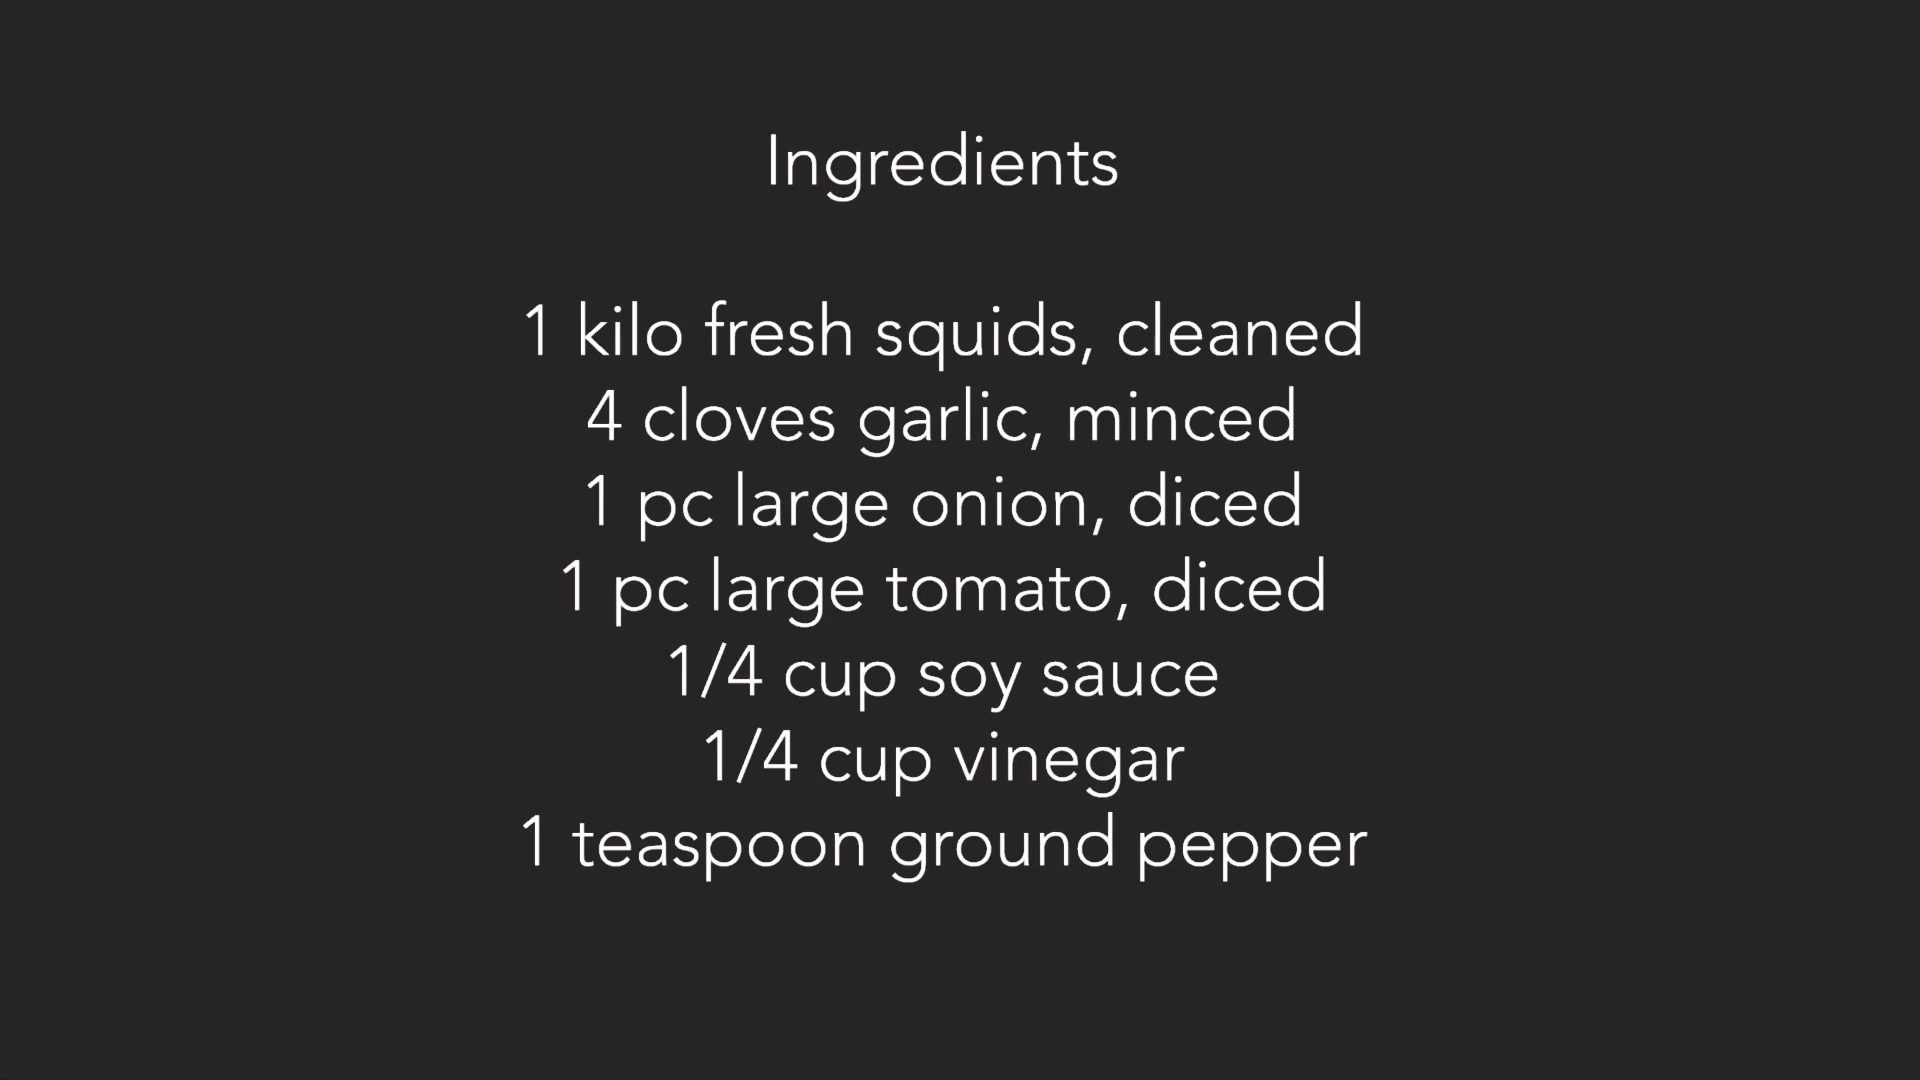 Ingredients
1 kilo fresh squids, cleaned
4 cloves garlic, minced
1 pc large onion, diced
1 pc large tomato, diced
1/4 cup soy sauce
1/4 cup vinegar
1 teaspoon ground pepper